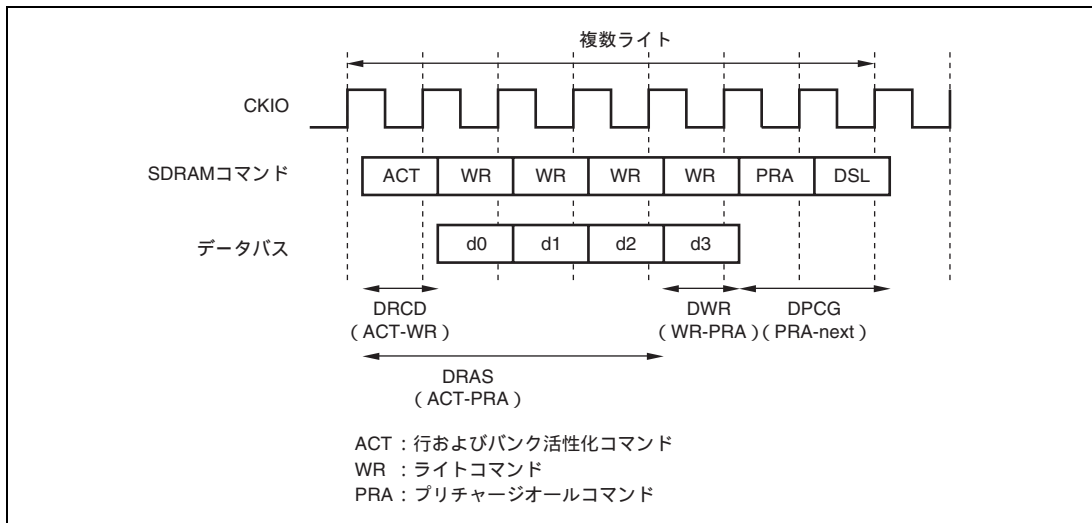 複数ライト
CKIO
SDRAMコマンド
ACT WR WR WR WR PRA DSL
データバス
d0 d1 d2 d3
DRCD DWR DPCG
（ACT-WR） （WR-PRA）（PRA-next）
DRAS
（ACT-PRA）
ACT：行およびバンク活性化コマンド
WR ：ライトコマンド
PRA：プリチャージオールコマンド